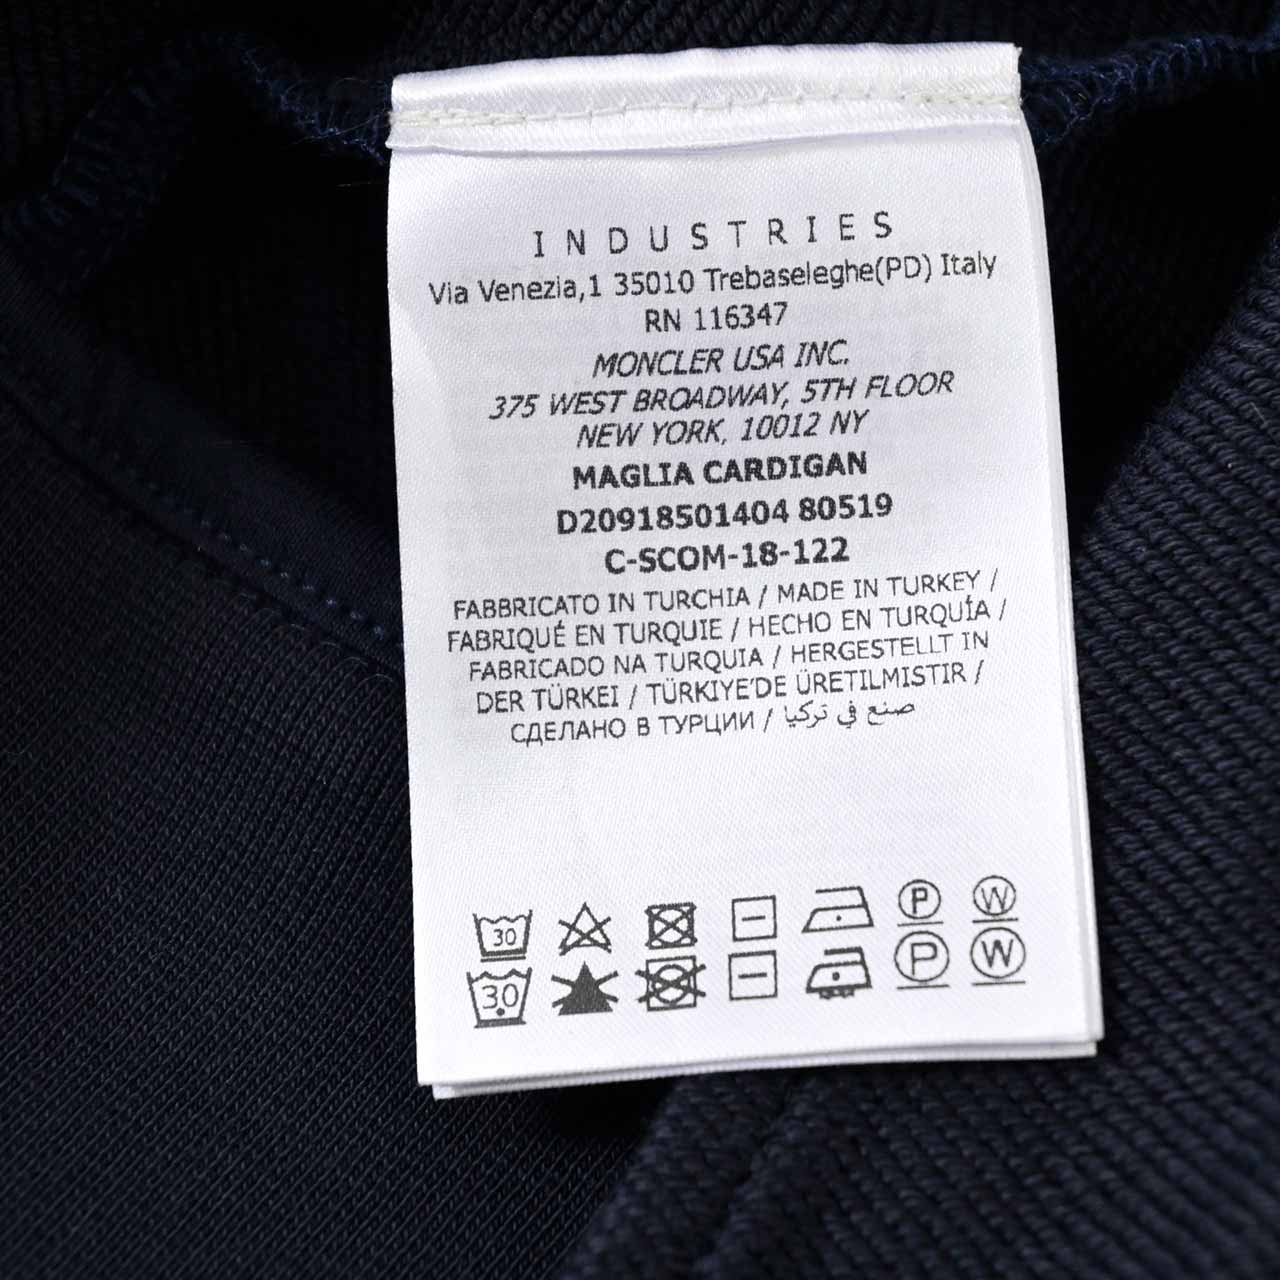 INDUSTRIES
Via Venezia,1 35010 Trebaseleghe(PD) Italy
RN 116347
MONCLER USA INC.
375 WEST BROADWAY, 5TH FLOOR
NEW YORK, 10012 NY
MAGLIA CARDIGAN
D20918501404 80519
C-SCOM-18-122
FABBRICATO IN TURCHIA / MADE IN TURKEY /
FABRIQUÉ EN TURQUIE / HECHO EN TURQUÍA /
FABRICADO NA TURQUIA / HERGESTELLT IN
DER TÜRKEI / TÜRKIYE'DE ÜRETILMISTIR /
СДЕЛАНО В ТУРЦИИ / صنع في تركيا
30 P W
30 P W